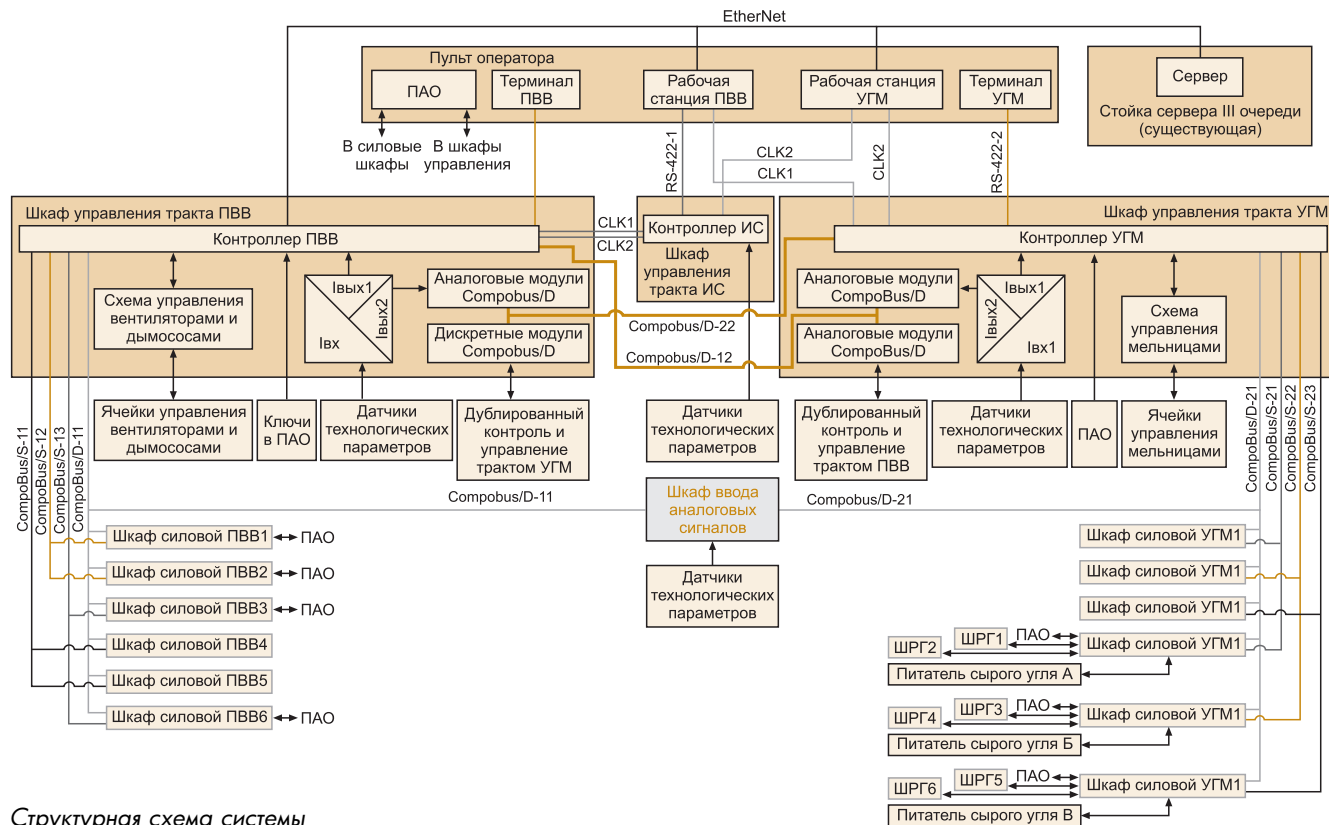 EtherNet
Пульт оператора
ПАО
Терминал
ПВВ
Рабочая
станция ПВВ
Рабочая станция
УГМ
Терминал
УГМ
Сервер
Стойка сервера III очереди
(существующая)
В силовые
шкафы
В шкафы
управления
RS-422-1
CLK2
CLK1
CLK2
RS-422-2
Шкаф управления тракта ПВВ
Контроллер ПВВ
CLK1
CLK2
Контроллер ИС
Шкаф
управления
тракта ИС
Шкаф управления тракта УГМ
Контроллер УГМ
Схема управления
вентиляторами и
дымососами
Iвых1
Iвых2
Iвх
Аналоговые модули
Compobus/D
Дискретные модули
Compobus/D
Compobus/D-22
Compobus/D-12
Аналоговые модули
CompoBus/D
Аналоговые модули
CompoBus/D
Iвых1
Iвых2
Iвх1
Схема
управления
мельницами
Ячейки управления
вентиляторами и
дымососами
Ключи
в ПАО
Датчики
технологических
параметров
Дублированный
контроль и
управление
трактом УГМ
Датчики
технологических
параметров
Дублированный
контроль и
управление
трактом ПВВ
Датчики
технологических
параметров
ПАО
Ячейки
управления
мельницами
CompoBus/S-11
CompoBus/S-12
CompoBus/S-13
CompoBus/D-11
CompoBus/D-21
CompoBus/S-21
CompoBus/S-22
CompoBus/S-23
Compobus/D-11
Шкаф ввода
аналоговых
сигналов
Compobus/D-21
Датчики
технологических
параметров
Шкаф силовой ПВВ1
ПАО
Шкаф силовой ПВВ2
ПАО
Шкаф силовой ПВВ3
ПАО
Шкаф силовой ПВВ4
Шкаф силовой ПВВ5
Шкаф силовой ПВВ6
ПАО
Шкаф силовой УГМ1
Шкаф силовой УГМ1
Шкаф силовой УГМ1
ШРГ2
ШРГ1
ПАО
Шкаф силовой УГМ1
Питатель сырого угля А
ШРГ4
ШРГ3
ПАО
Шкаф силовой УГМ1
Питатель сырого угля Б
ШРГ6
ШРГ5
ПАО
Шкаф силовой УГМ1
Питатель сырого угля В
Структурная схема системы